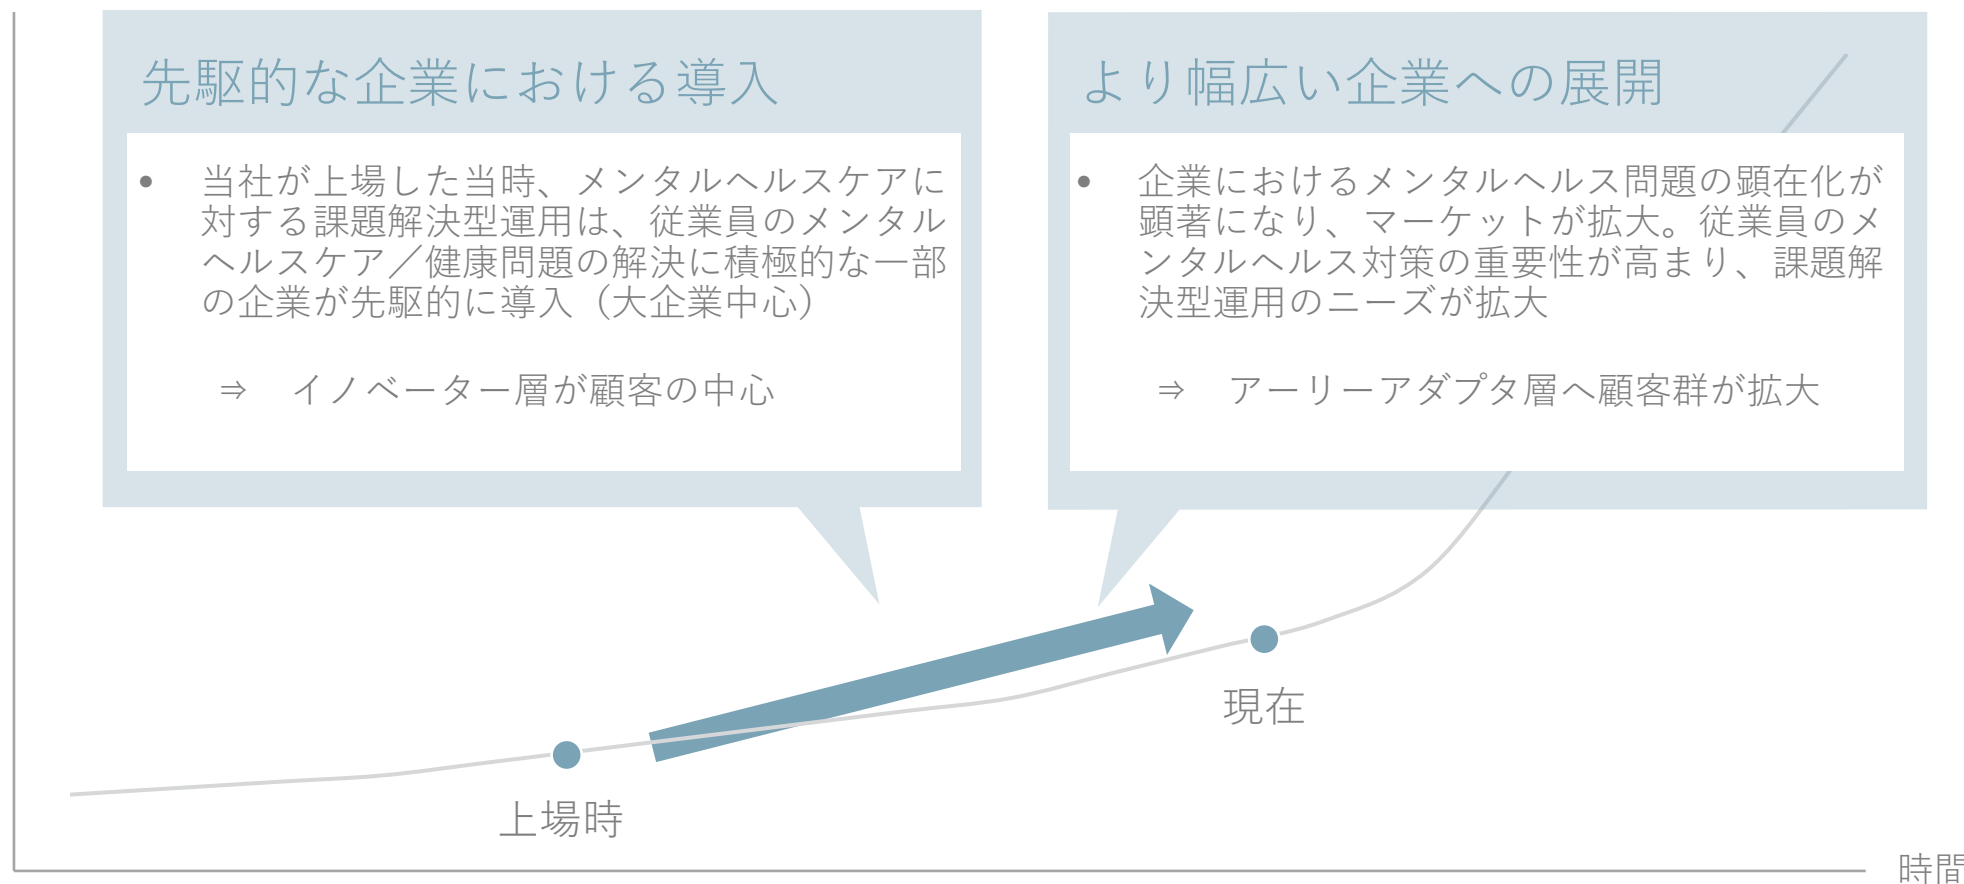 先駆的な企業における導入
• 当社が上場した当時、メンタルヘルスケアに
対する課題解決型運用は、従業員のメンタル
ヘルスケア／健康問題の解決に積極的な一部
の企業が先駆的に導入（大企業中心）
⇒ イノベーター層が顧客の中心
より幅広い企業への展開
• 企業におけるメンタルヘルス問題の顕在化が
顕著になり、マーケットが拡大。従業員のメ
ンタルヘルス対策の重要性が高まり、課題解
決型運用のニーズが拡大
⇒ アーリーアダプタ層へ顧客群が拡大
現在
上場時
時間